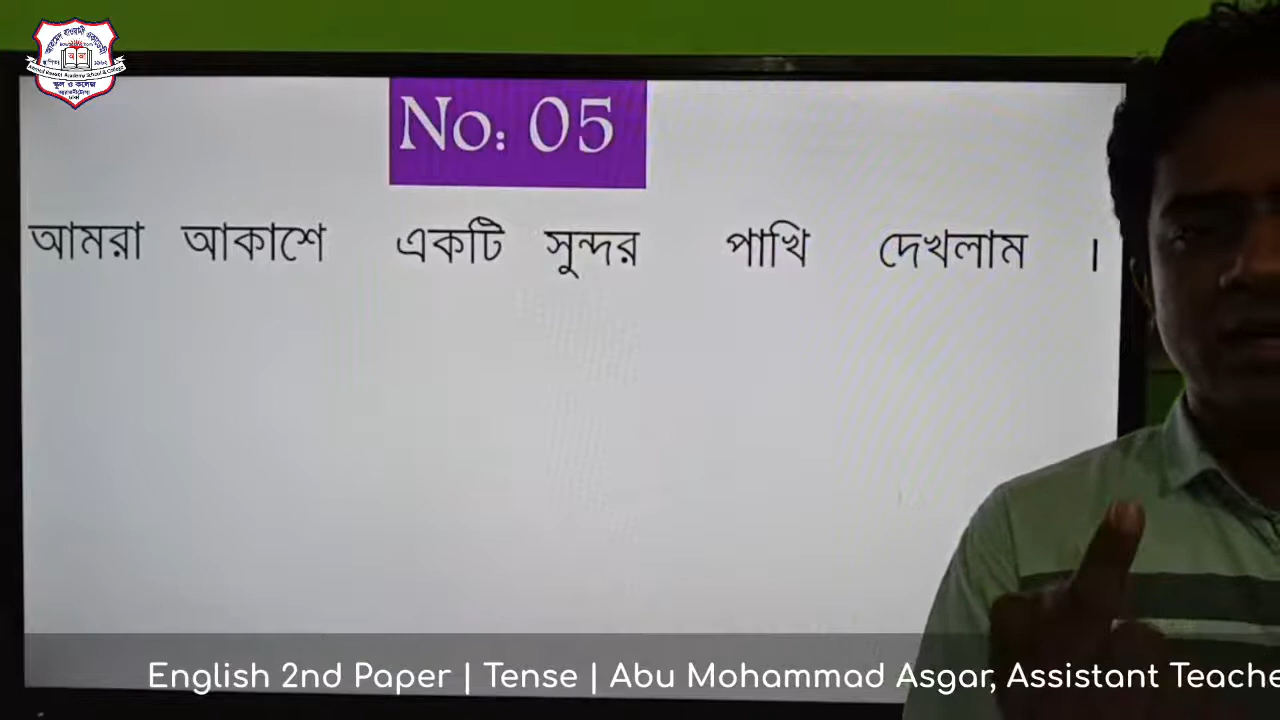 No: 05
আমরা আকাশে একটি সুন্দর পাখি দেখলাম ।
English 2nd Paper | Tense | Abu Mohammad Asgar, Assistant Teache